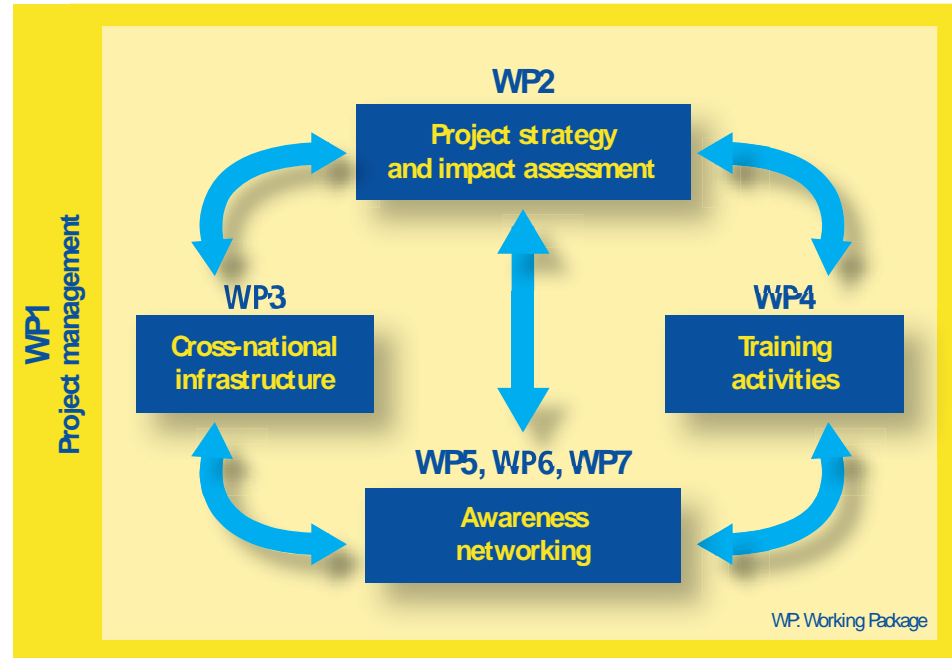 WP1
Project management
WP2
Project strategy
and impact assessment
WP3
Cross-national
infrastructure
WP4
Training
activities
WP5, WP6, WP7
Awareness
networking
WP: Working Package